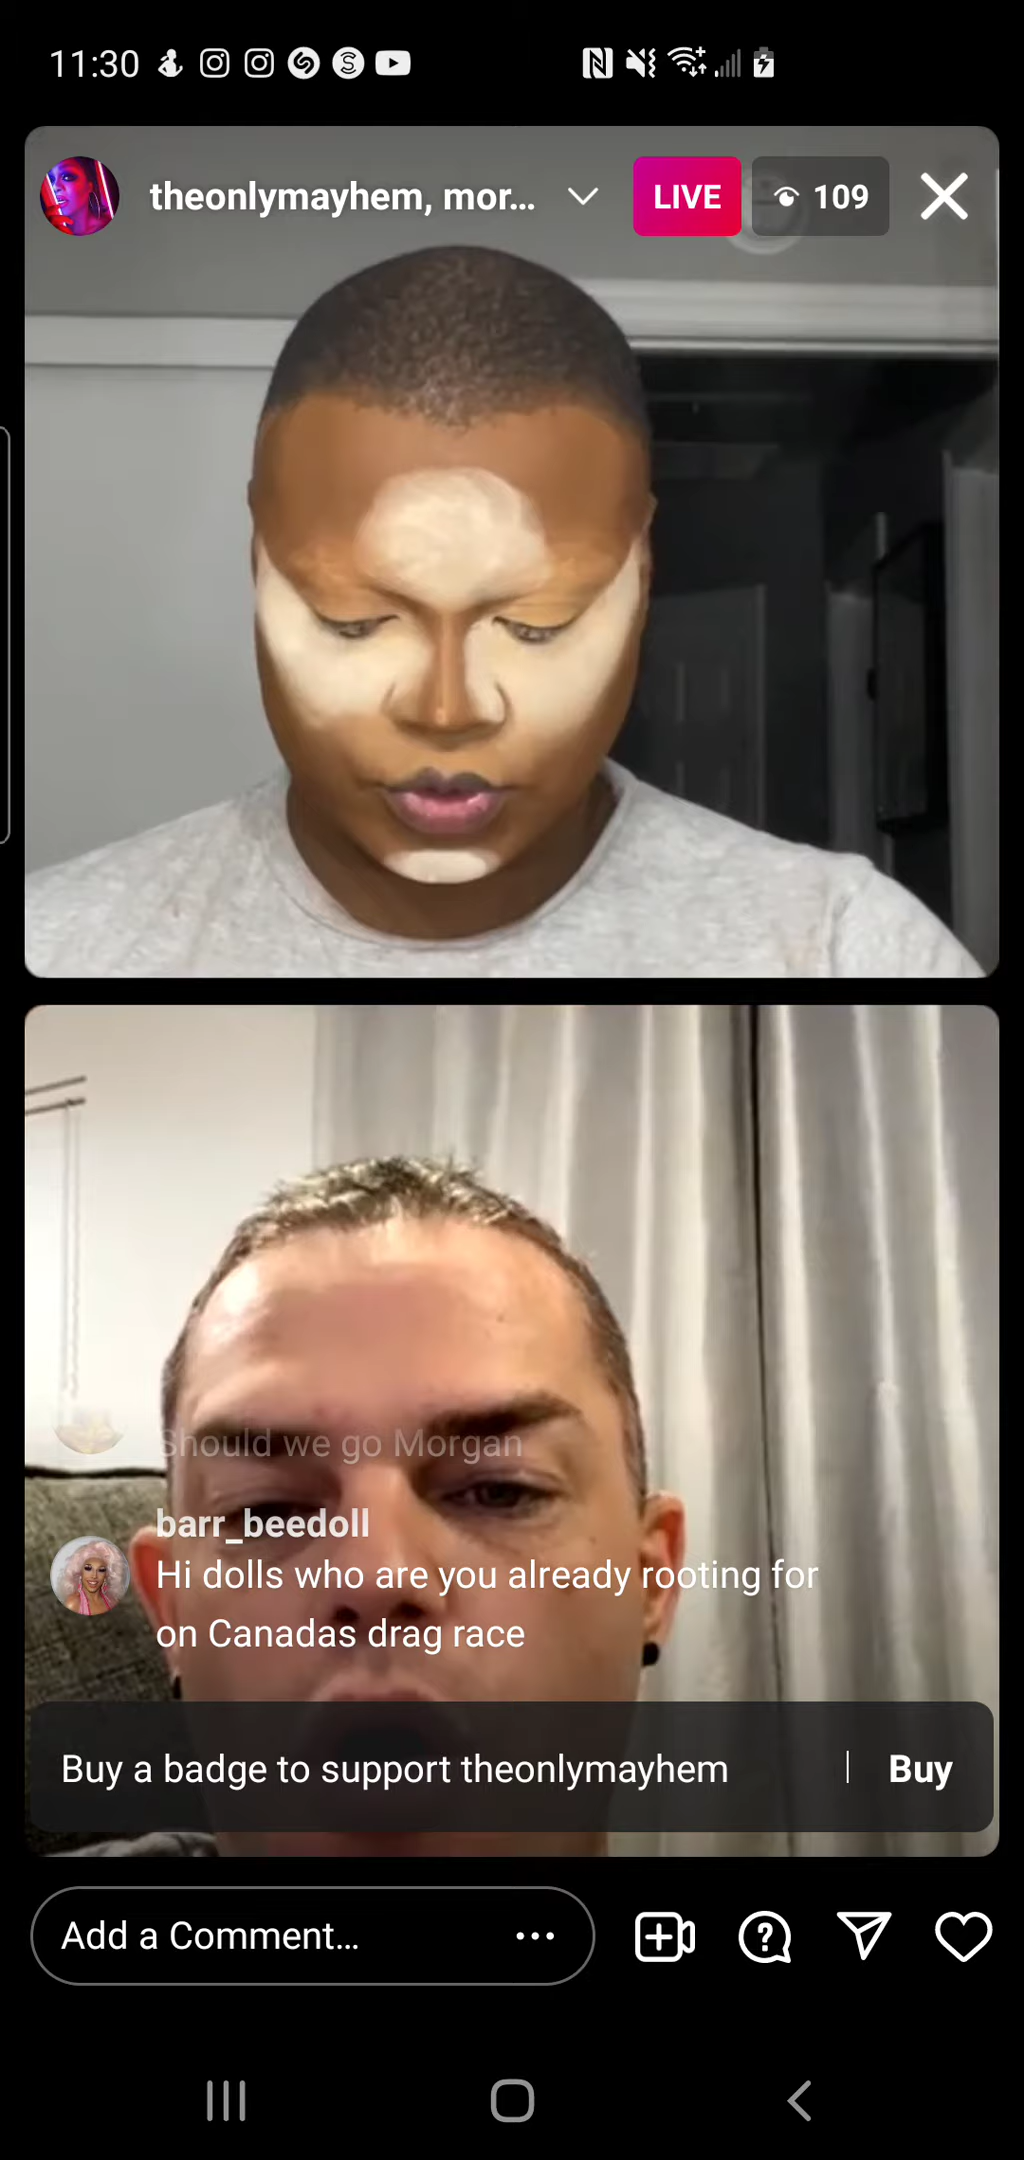 11:30
theonlymayhem, mor...
LIVE
109
Should we go Morgan
barr_beedoll
Hi dolls who are you already rooting for
on Canadas drag race
Buy a badge to support theonlymayhem | Buy
Add a Comment...